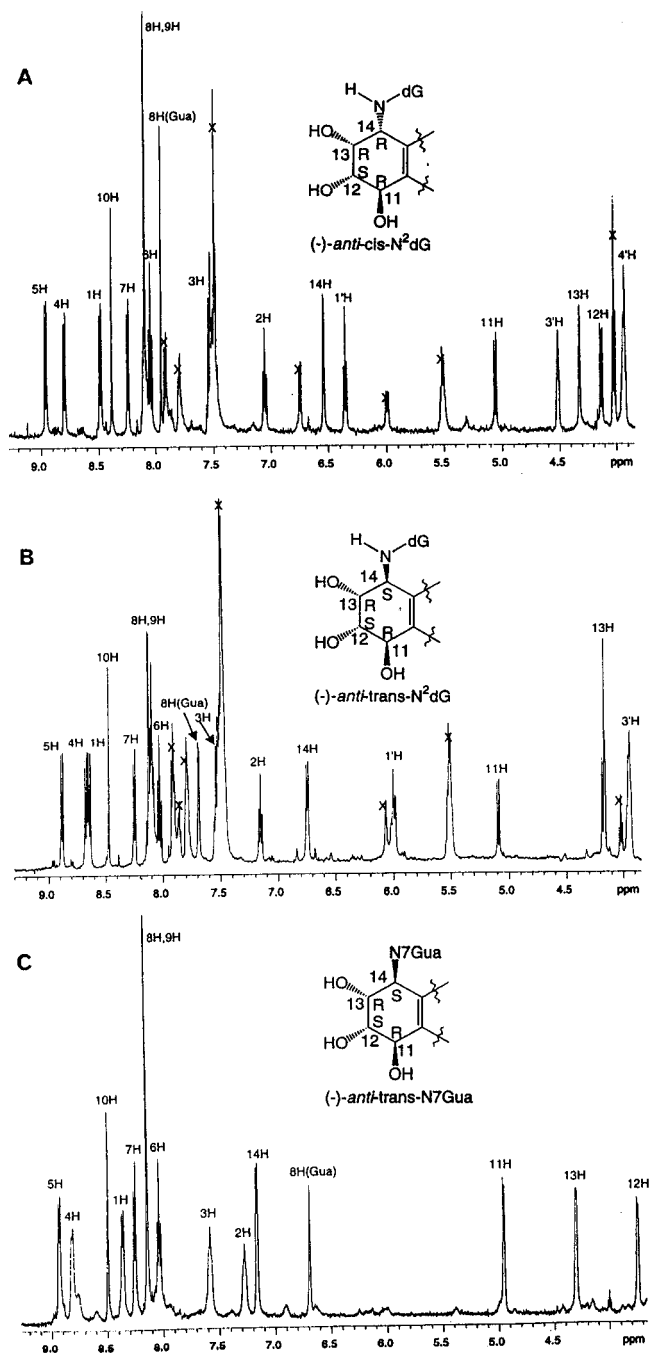 8H,9H
A
8H(Gua)
x
H
N
dG
14
R
HO
13
R
S
HO
12
R
11
OH
(-)-anti-cis-N²dG
10H
6H
5H
4H
1H
7H
x
x
3H
2H
x
14H
1'H
x
x
11H
3'H
13H
12H
x
4'H
9.0 8.5 8.0 7.5 7.0 6.5 6.0 5.5 5.0 4.5 ppm
x
B
H
N
dG
14
S
HO
13
R
S
HO
12
R
11
OH
(-)-anti-trans-N²dG
8H,9H
10H
8H(Gua)
3H
5H
4H
1H
7H
6H
x
x
x
2H
14H
x
1'H
x
11H
13H
x
3'H
9.0 8.5 8.0 7.5 7.0 6.5 6.0 5.5 5.0 4.5 ppm
C
8H,9H
N7Gua
14
S
HO
13
R
S
HO
12
R
11
OH
(-)-anti-trans-N7Gua
10H
5H
4H
1H
7H
6H
3H
2H
14H
8H(Gua)
11H
13H
12H
9.0 8.5 8.0 7.5 7.0 6.5 6.0 5.5 5.0 4.5 ppm